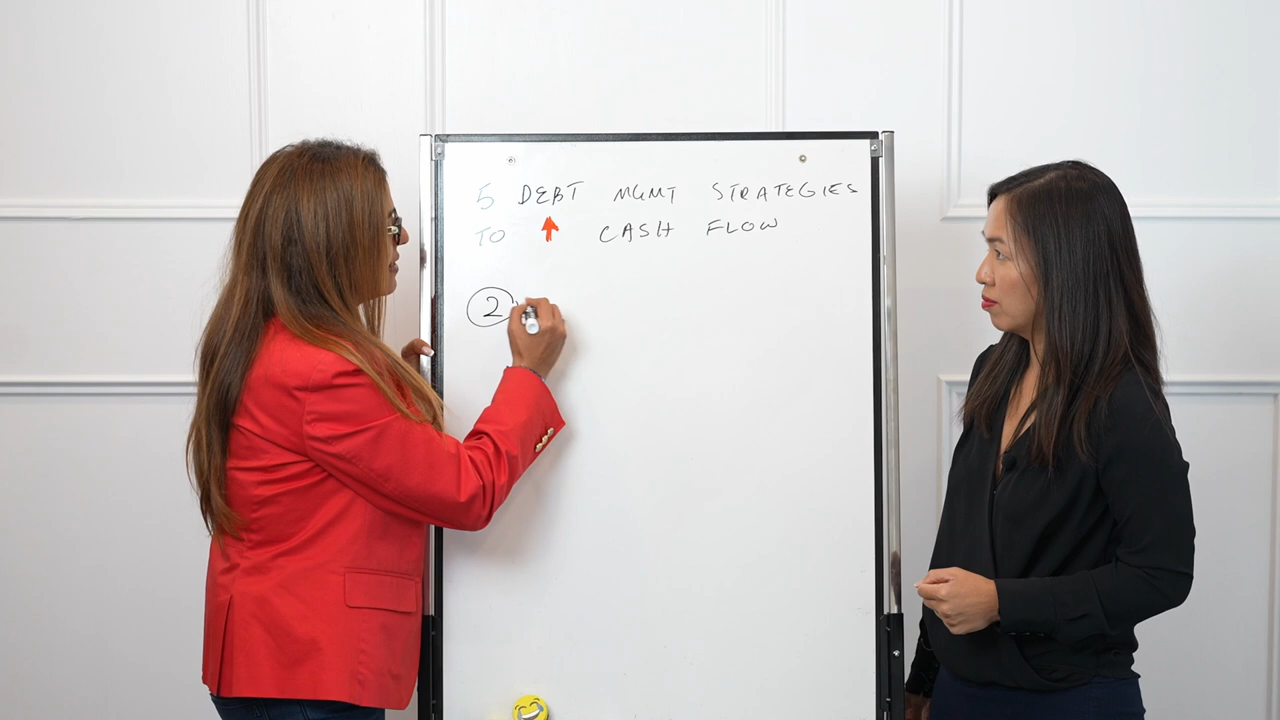 5 DEBT MGMT STRATEGIES
TO ↑ CASH FLOW
2